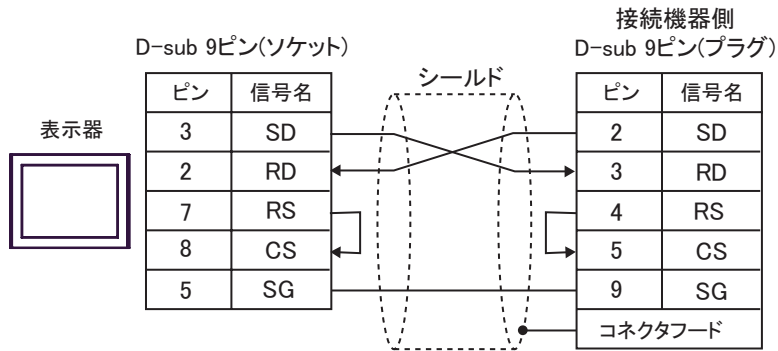 接続機器側
D-sub 9ピン(ソケット)
D-sub 9ピン(プラグ)
シールド
表示器
ピン 信号名
3 SD
2 RD
7 RS
8 CS
5 SG
ピン 信号名
2 SD
3 RD
4 RS
5 CS
9 SG
コネクタフード